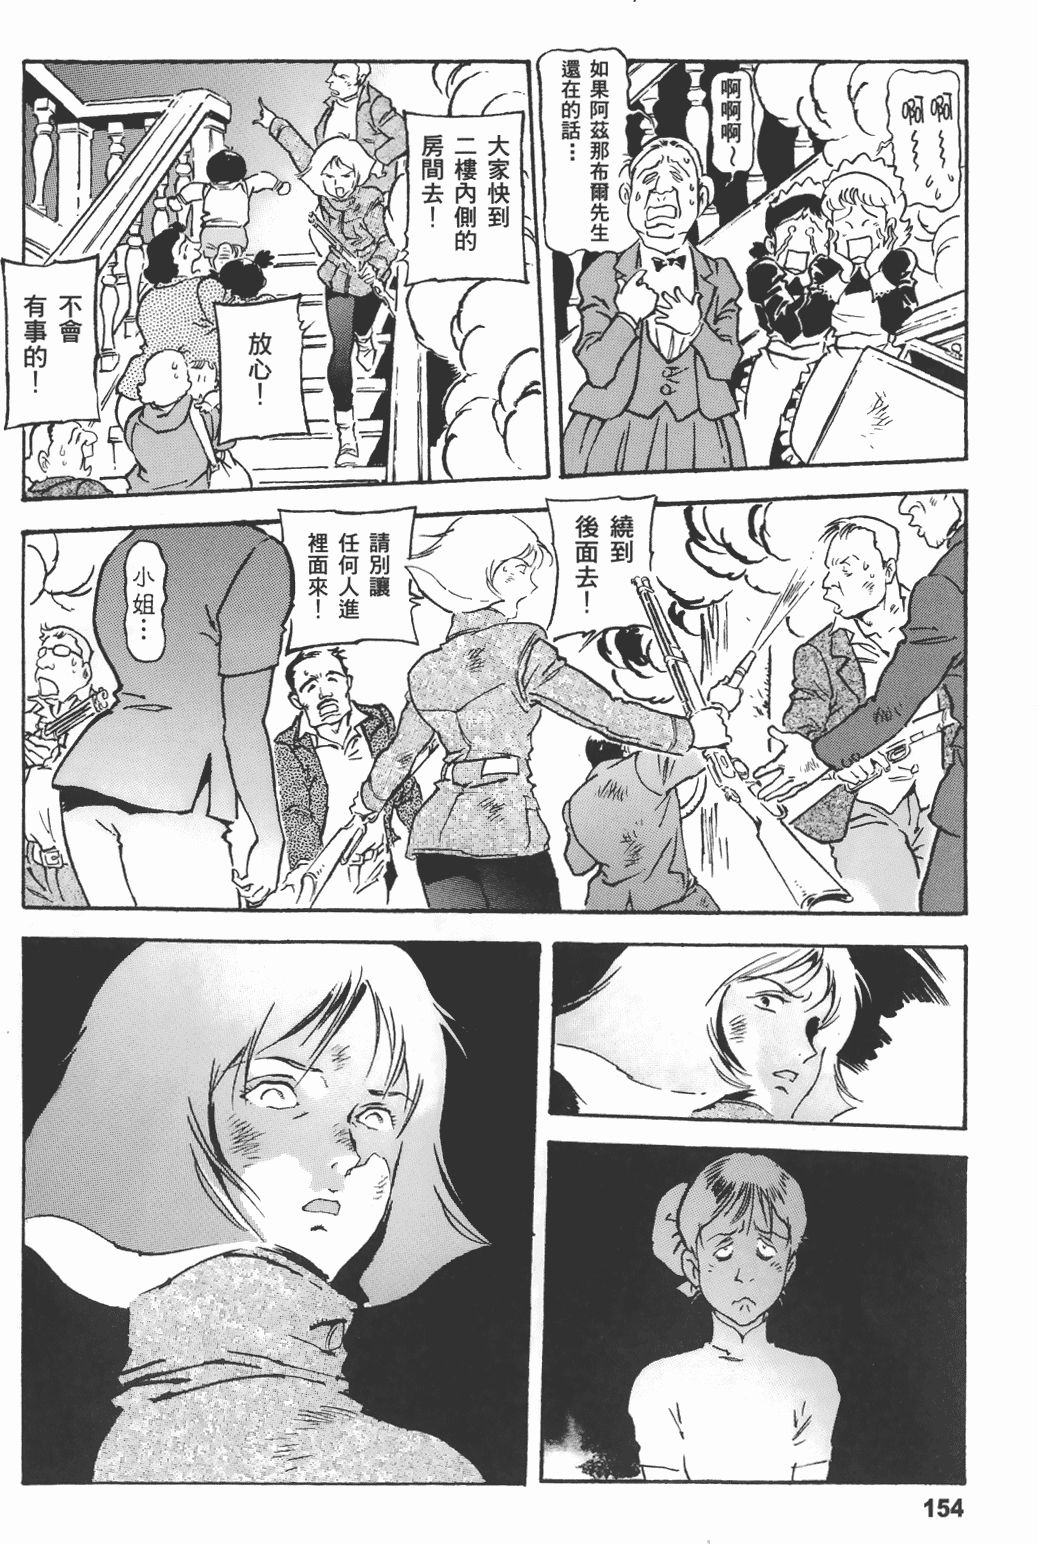 啊啊~
啊啊啊~
如果阿茲那布爾先生
還在的話…
大家快到
二樓內側的
房間去！
放心！
不會
有事的！
繞到
後面去！
請別讓
任何人進
裡面來！
小姐…
154